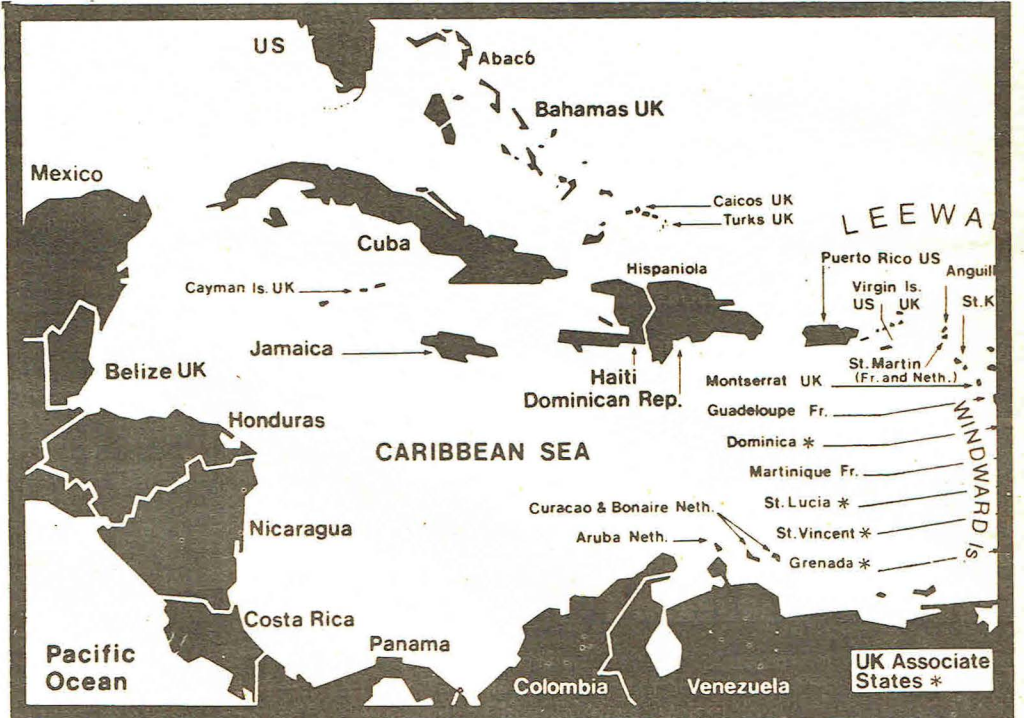 US
Abacó
Bahamas UK
Mexico
Caicos UK
Turks UK
LEEWA
Cuba
Hispaniola
Puerto Rico US
Anguill
Cayman Is. UK
Virgin Is.
US UK
St.K
Jamaica
St.Martin
(Fr. and Neth.)
Belize UK
Haiti
Dominican Rep.
Montserrat UK
Guadeloupe Fr.
Honduras
WINDWARD Is.
CARIBBEAN SEA
Dominica *
Martinique Fr.
St.Lucia *
Curacao & Bonaire Neth.
Nicaragua
St.Vincent *
Aruba Neth.
Grenada *
Costa Rica
Panama
Pacific
Ocean
Colombia
Venezuela
UK Associate
States *